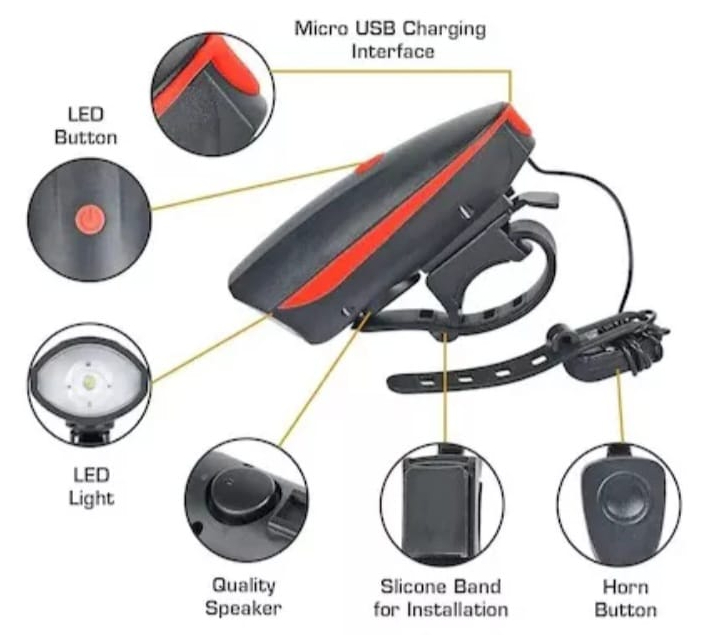 Micro USB Charging
Interface
LED
Button
LED
Light
Quality
Speaker
Slicone Band
for Installation
Horn
Button